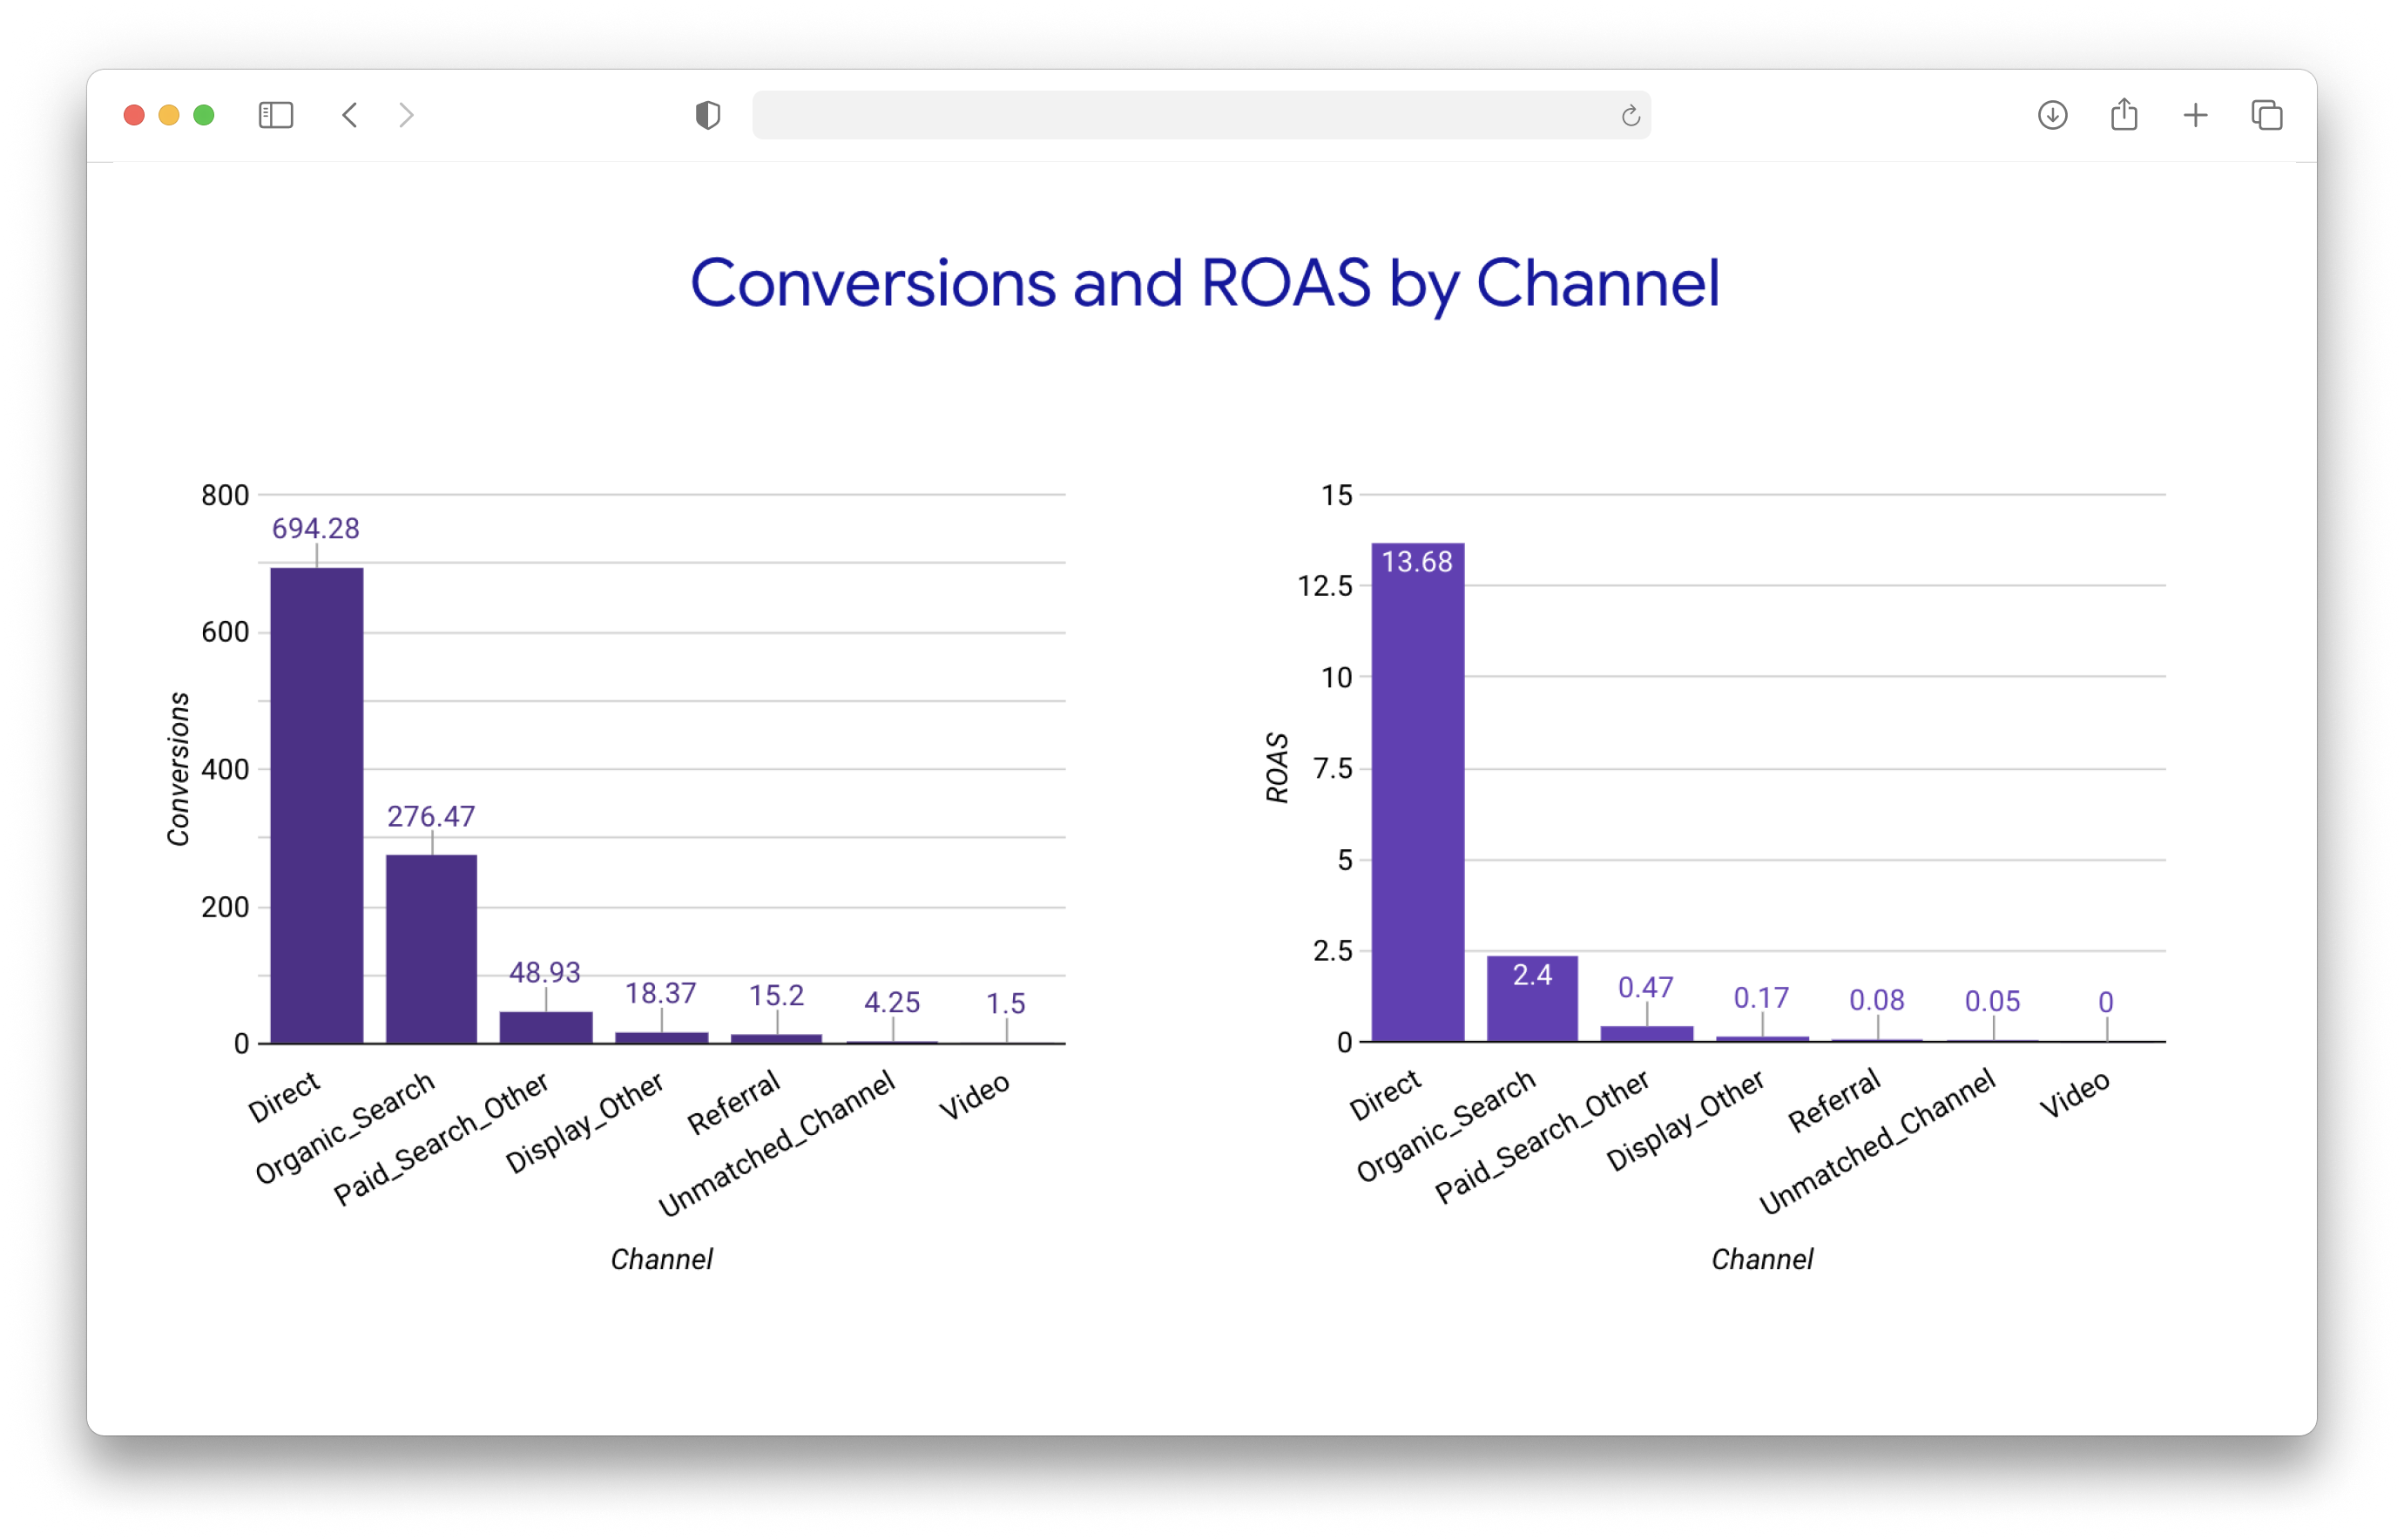 Conversions and ROAS by Channel
800
600
400
200
0
Conversions
694.28
276.47
48.93
18.37
15.2
4.25
1.5
Direct
Organic_Search
Paid_Search_Other
Display_Other
Referral
Unmatched_Channel
Video
Channel
15
12.5
10
7.5
5
2.5
0
ROAS
13.68
2.4
0.47
0.17
0.08
0.05
0
Direct
Organic_Search
Paid_Search_Other
Display_Other
Referral
Unmatched_Channel
Video
Channel